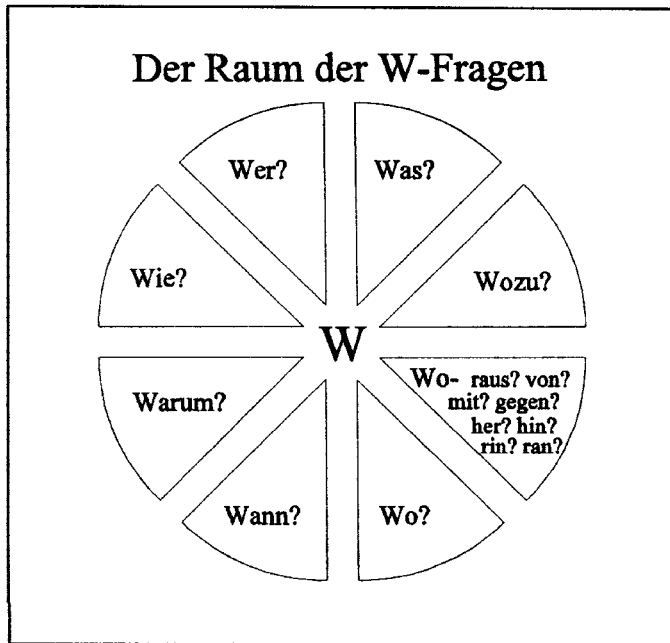 Der Raum der W-Fragen
Wer?
Was?
Wie?
Wozu?
W
Warum?
Wo- raus? von?
mit? gegen?
her? hin?
rin? ran?
Wann?
Wo?